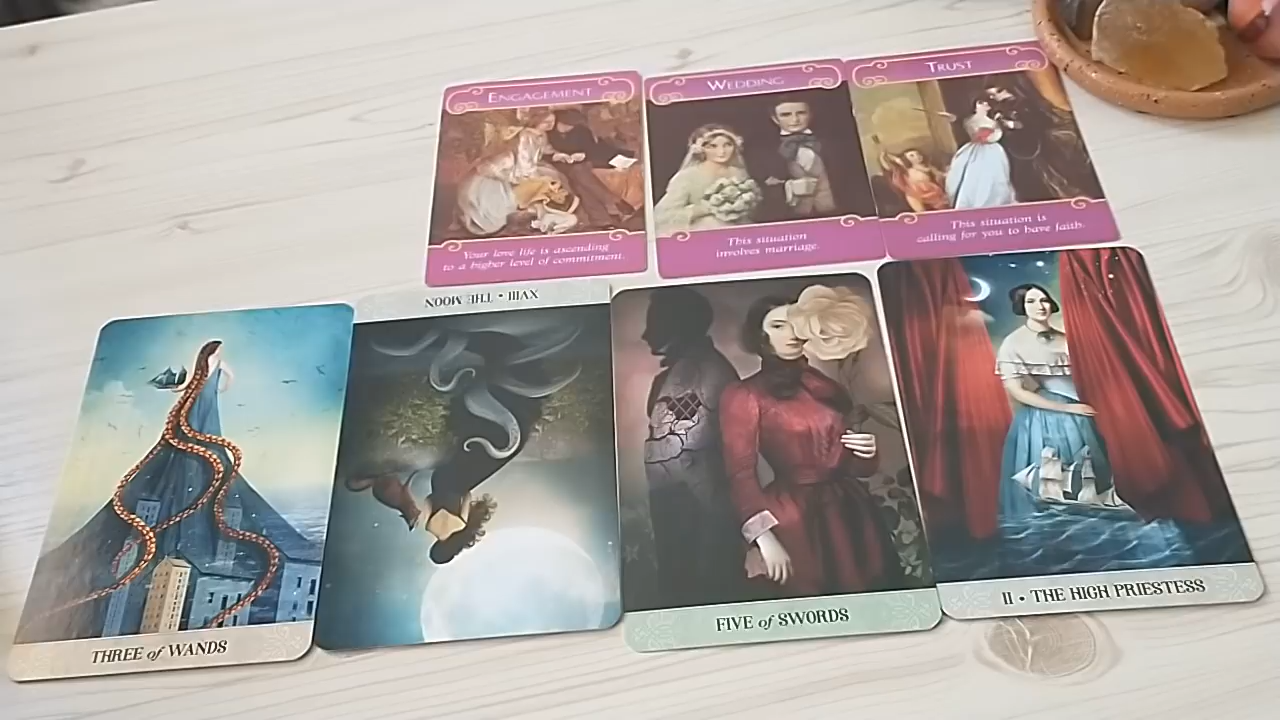 ENGAGEMENT
Your love life is ascending
to a higher level of commitment.
WEDDING
This situation
involves marriage.
TRUST
This situation is
calling for you to have faith.
THREE of WANDS
XVIII • THE MOON
FIVE of SWORDS
II • THE HIGH PRIESTESS